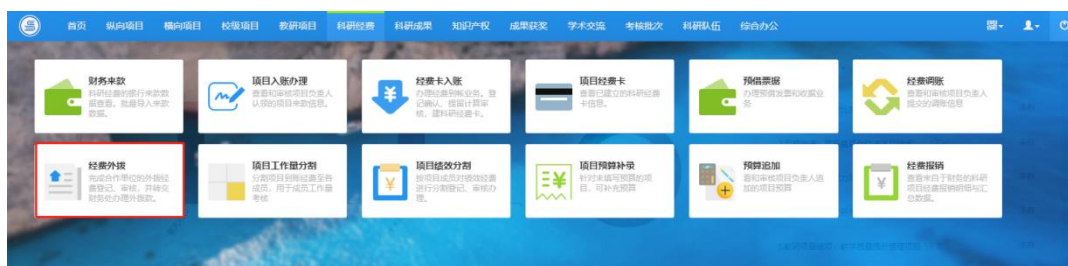 首页 纵向项目 横向项目 校级项目 教研项目 科研经费 科研成果 知识产权 成果获奖 学术交流 考核批次 科研队伍 综合办公
财务来款
科研经费的银行来款数
据查看。批量导入来款
数据。
项目入账办理
查看和审核项目负责人
认领的项目来款信息。
经费卡入账
办理经费到账业务。登
记确认、提留计算审
核、建科研经费卡。
项目经费卡
查看已建立的科研经费
卡信息。
预借票据
办理预借发票和收据业
务
经费调账
查看和审核项目负责人
提交的调账信息
经费外拨
完成合作单位的外拨经
费登记、审核，并转交
财务处办理外拨款。
项目工作量分割
分割项目到账经费至各
成员，用于成员工作量
考核
项目绩效分割
按项目成员对绩效经费
进行分割登记、审核办
理。
项目预算补录
针对未填写预算的项
目，可补充预算
预算追加
看和审核项目负责人追
加的项目预算
经费报销
查看来自于财务的科研
项目经费报销明细与汇
总数据。